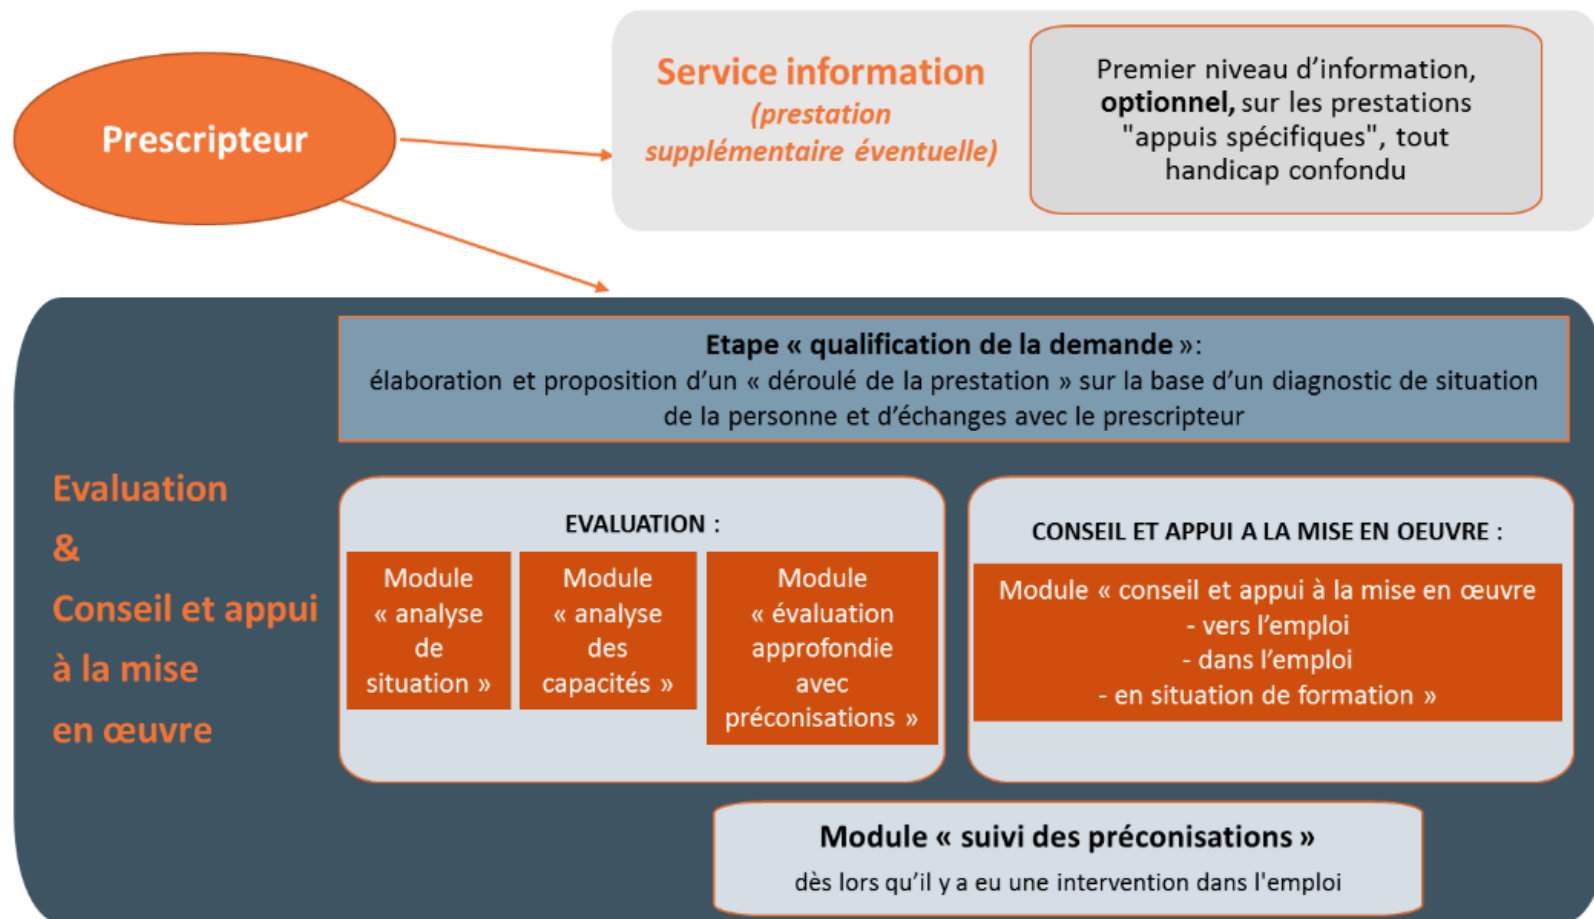 Prescripteur
Service information
(prestation
supplémentaire éventuelle)
Premier niveau d’information,
optionnel, sur les prestations
"appuis spécifiques", tout
handicap confondu
Etape « qualification de la demande »:
élaboration et proposition d’un « déroulé de la prestation » sur la base d’un diagnostic de situation
de la personne et d’échanges avec le prescripteur
Evaluation
&
Conseil et appui
à la mise
en œuvre
EVALUATION :
Module
« analyse
de
situation »
Module
« analyse
des
capacités »
Module
« évaluation
approfondie
avec
préconisations »
CONSEIL ET APPUI A LA MISE EN OEUVRE :
Module « conseil et appui à la mise en œuvre
- vers l’emploi
- dans l’emploi
- en situation de formation »
Module « suivi des préconisations »
dès lors qu’il y a eu une intervention dans l'emploi